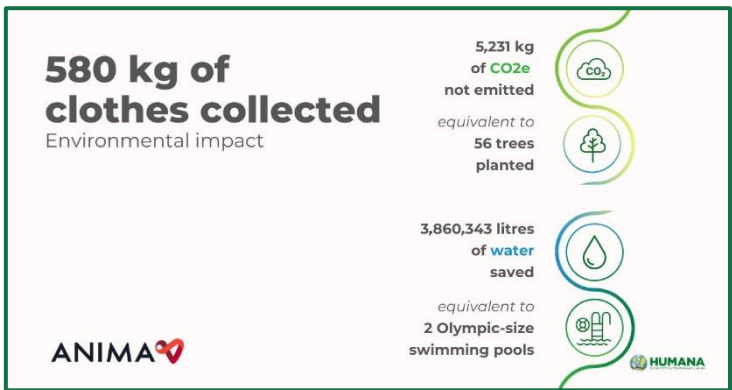 580 kg of
clothes collected
Environmental impact
5,231 kg
of CO2e
not emitted
CO₂
equivalent to
56 trees
planted
3,860,343 litres
of water
saved
equivalent to
2 Olympic-size
swimming pools
ANIMA
HUMANA